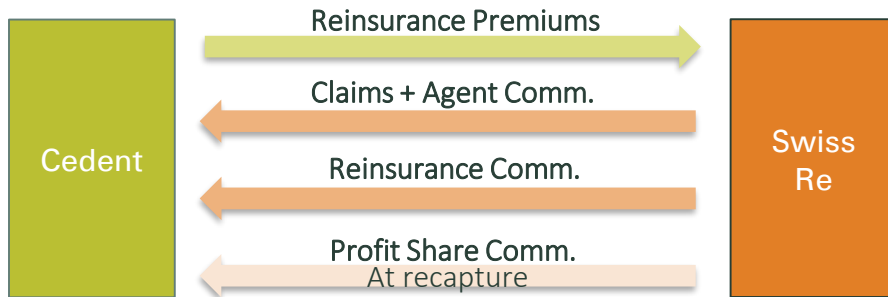 Reinsurance Premiums
Claims + Agent Comm.
Cedent
Reinsurance Comm.
Swiss
Re
Profit Share Comm.
At recapture